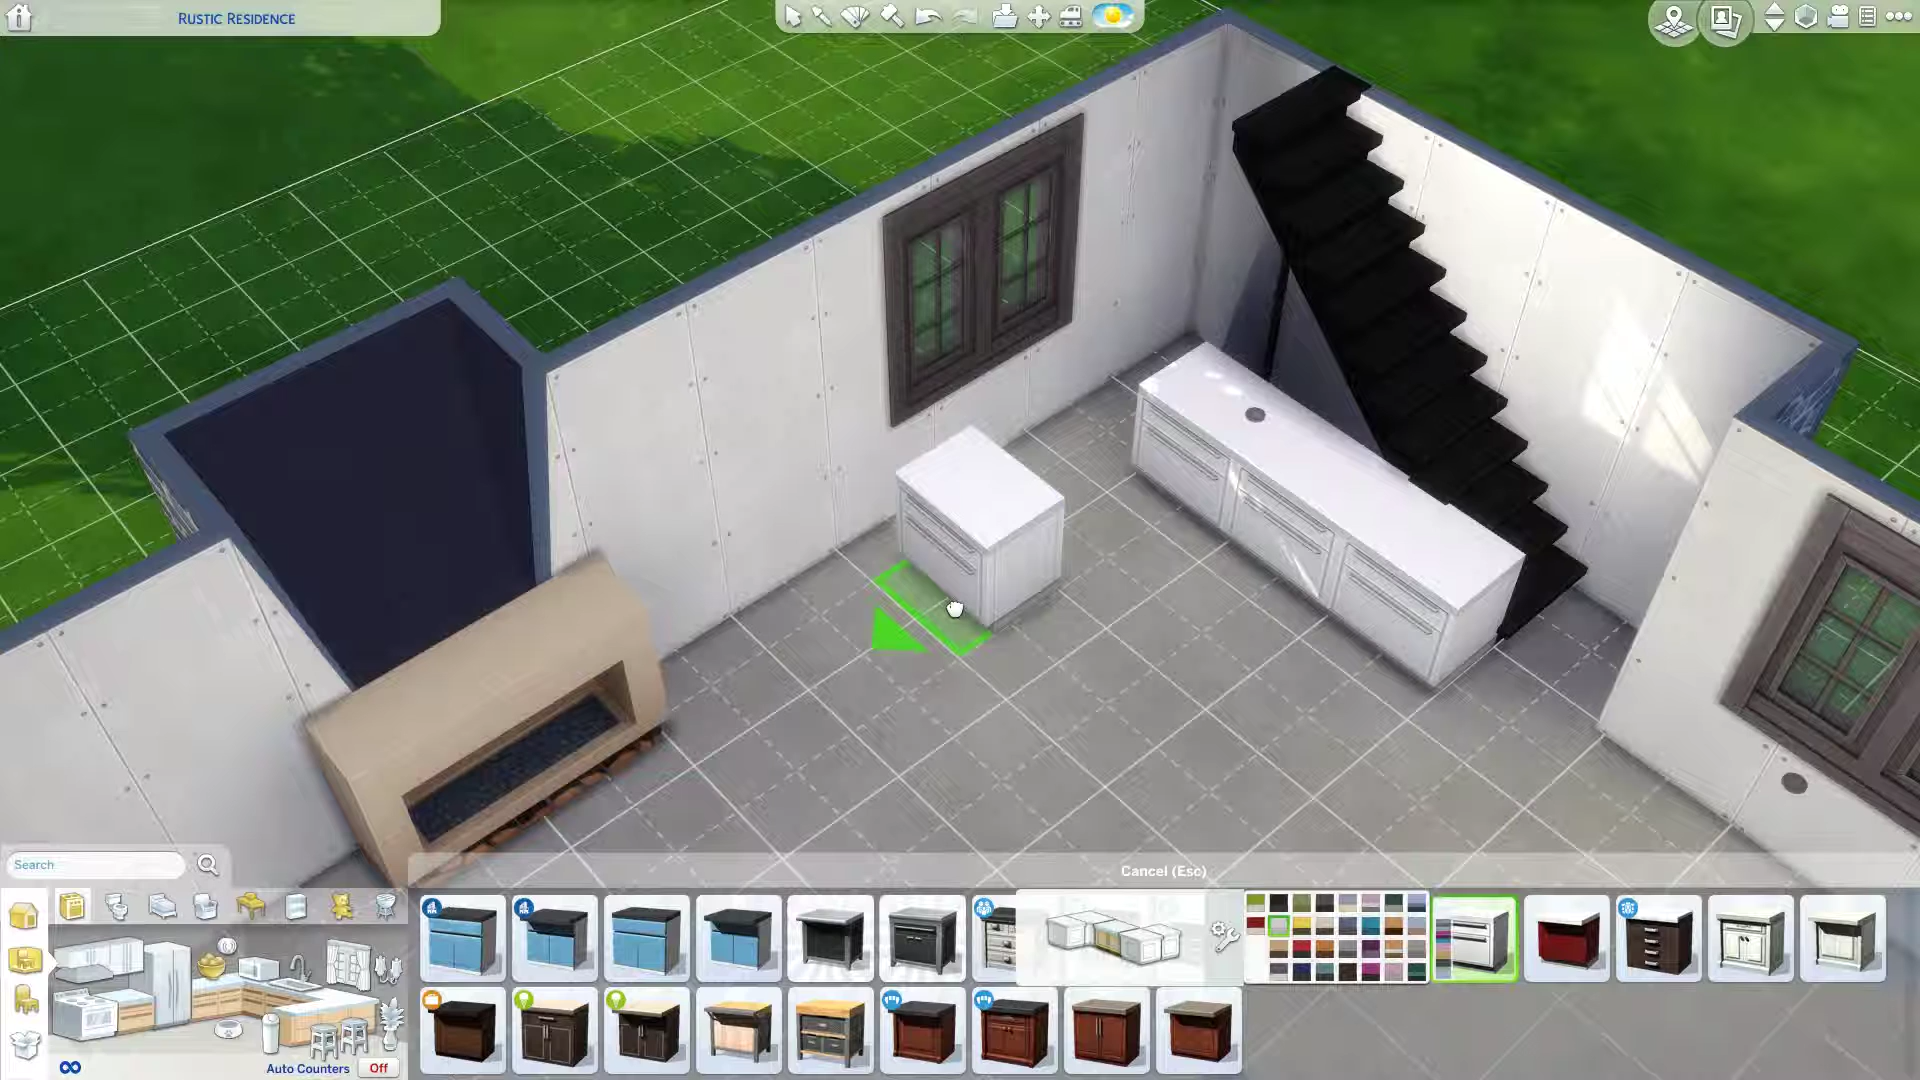 RUSTIC RESIDENCE
Search
Cancel (Esc)
Auto Counters
Off